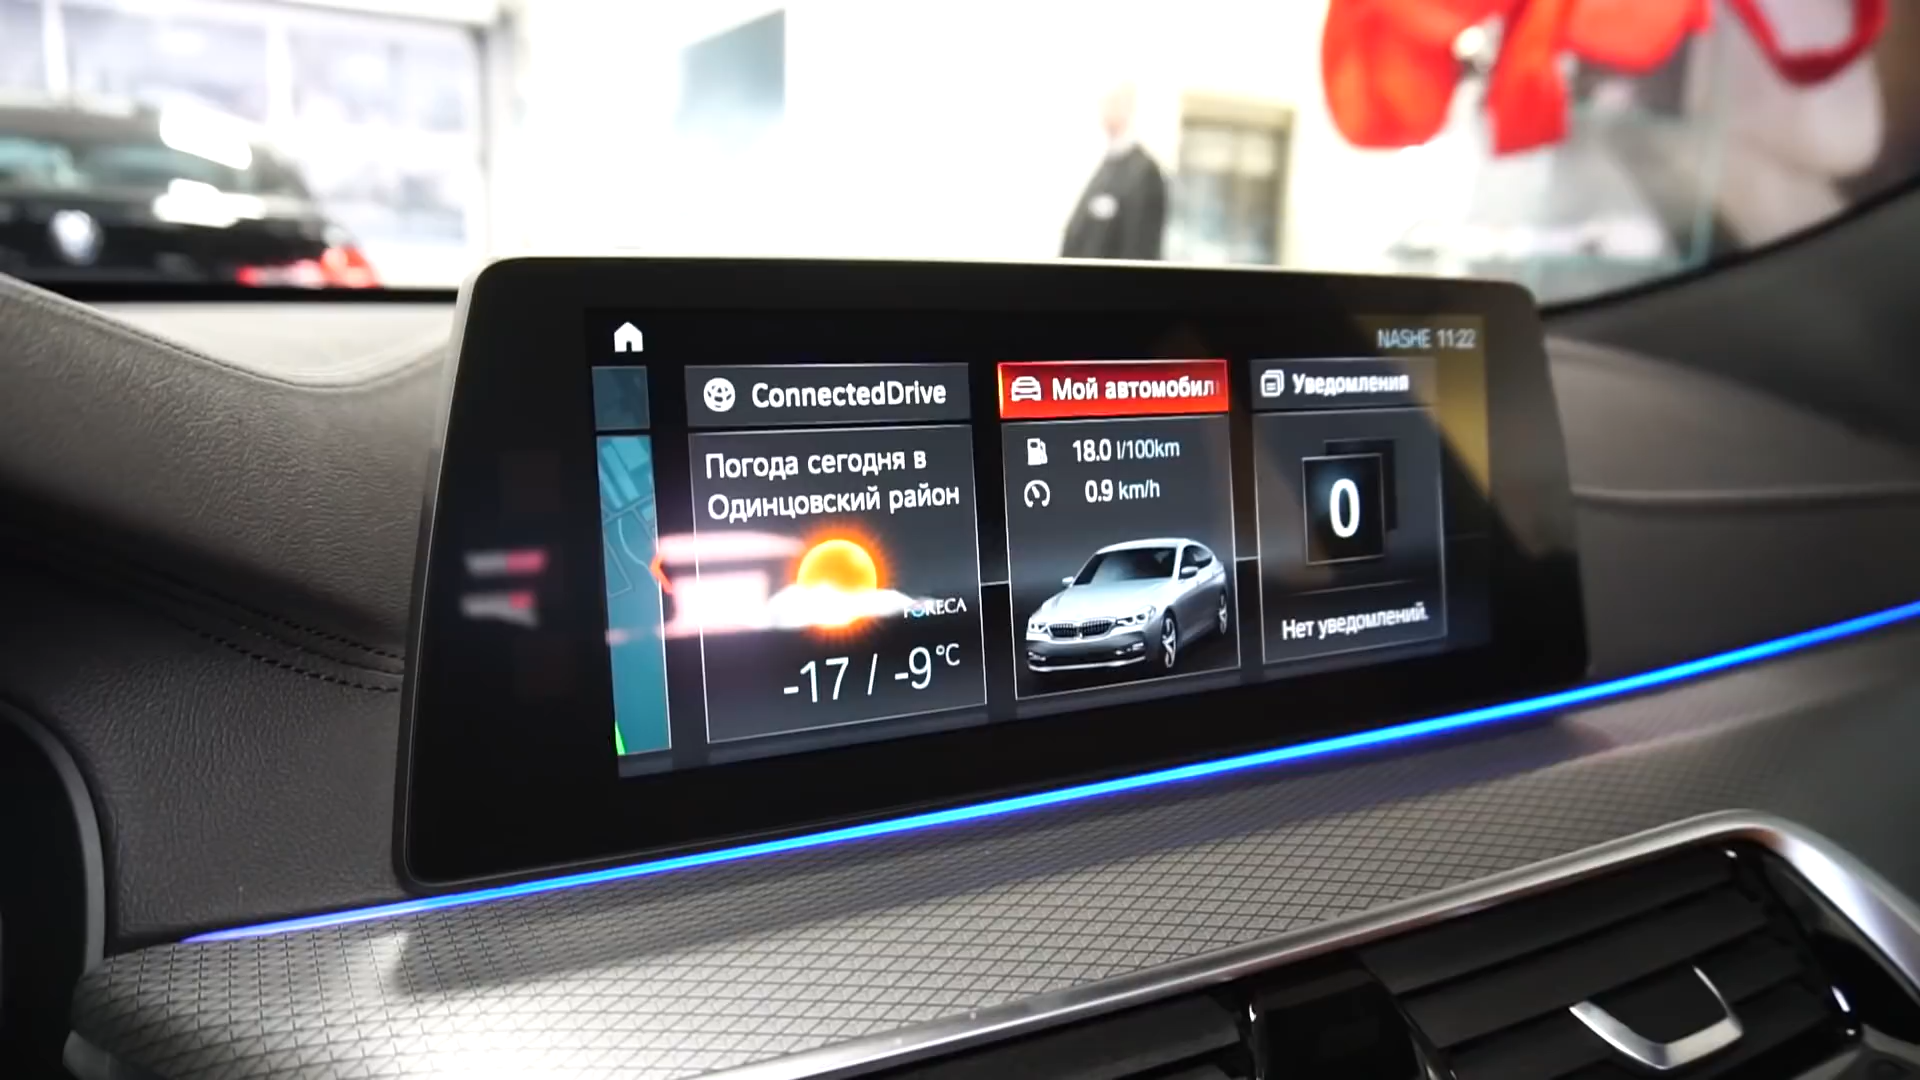 NASHE 11:22
ConnectedDrive
Погода сегодня в
Одинцовский район
FORECA
-17 / -9°C
Мой автомобил
18.0 l/100km
0.9 km/h
Уведомления
0
Нет уведомлений.